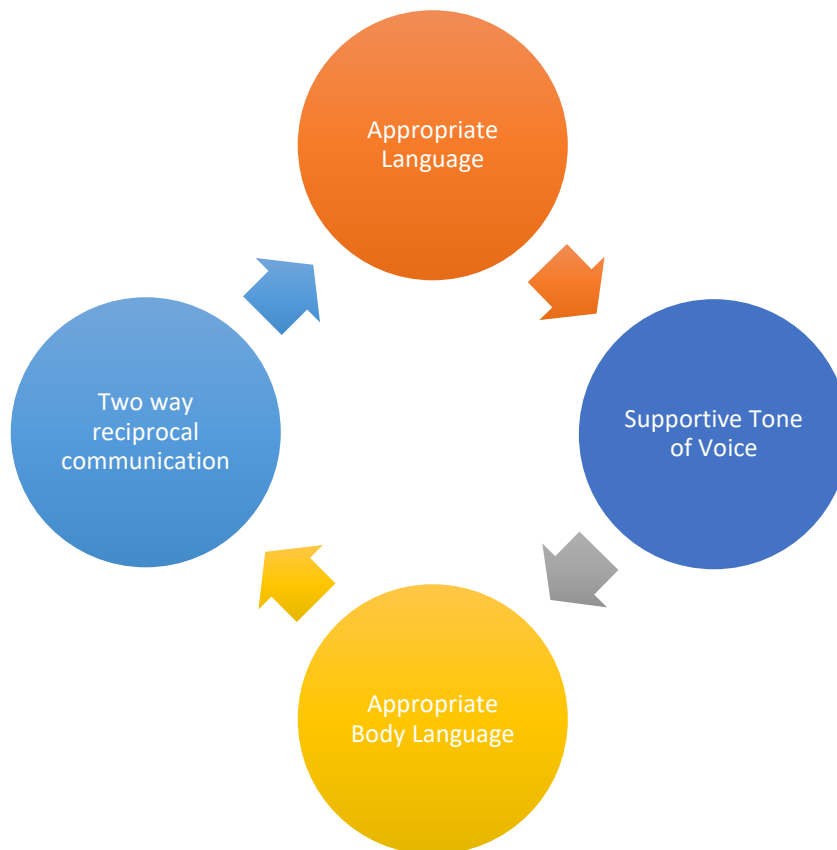 Appropriate
Language
Supportive Tone
of Voice
Appropriate
Body Language
Two way
reciprocal
communication